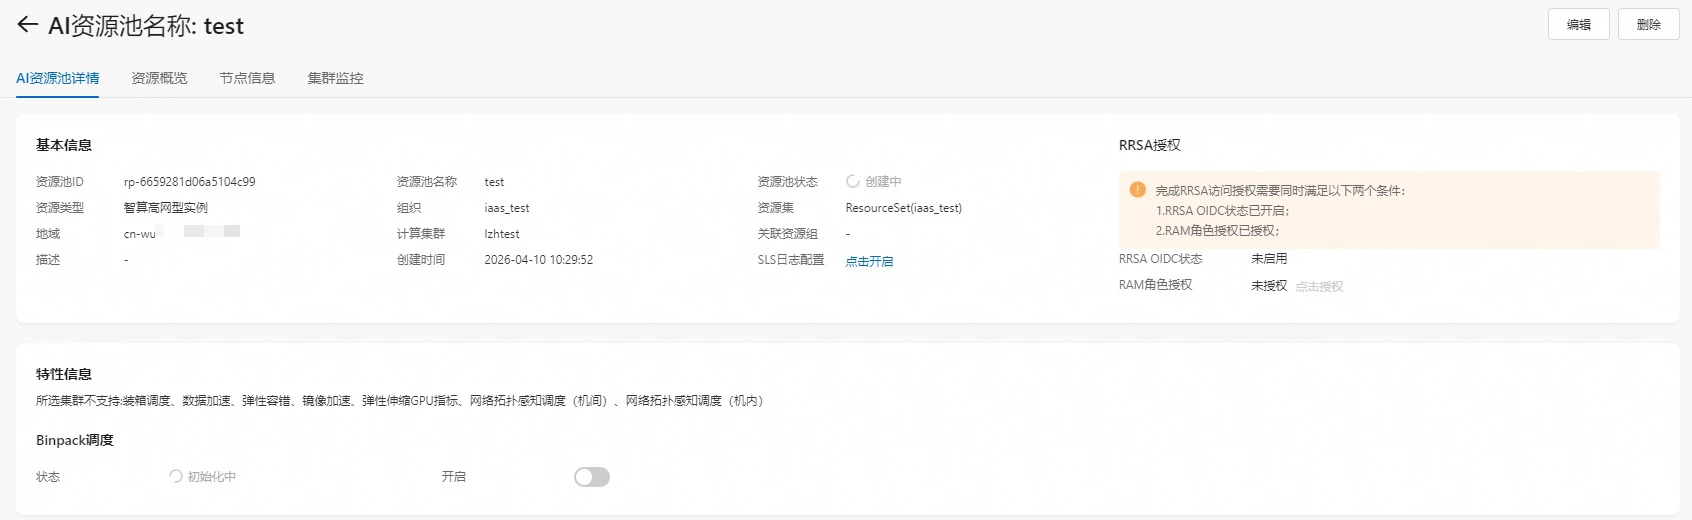 AI资源池名称: test
编辑
删除
AI资源池详情
资源概览
节点信息
集群监控
基本信息
资源池ID rp-6659281d06a5104c99 资源池名称 test 资源池状态 创建中
资源类型 智算高网型实例 组织 iaas_test 资源集 ResourceSet(iaas_test)
地域 cn-wu 计算集群 lzhtest 关联资源组 -
描述 - 创建时间 2026-04-10 10:29:52 SLS日志配置 点击开启
RRSA授权
完成RRSA访问授权需要同时满足以下两个条件：
1.RRSA OIDC状态已开启；
2.RAM角色授权已授权；
RRSA OIDC状态 未启用
RAM角色授权 未授权 点击授权
特性信息
所选集群不支持:装箱调度、数据加速、弹性容错、镜像加速、弹性伸缩GPU指标、网络拓扑感知调度（机间）、网络拓扑感知调度（机内）
Binpack调度
状态 初始化中 开启